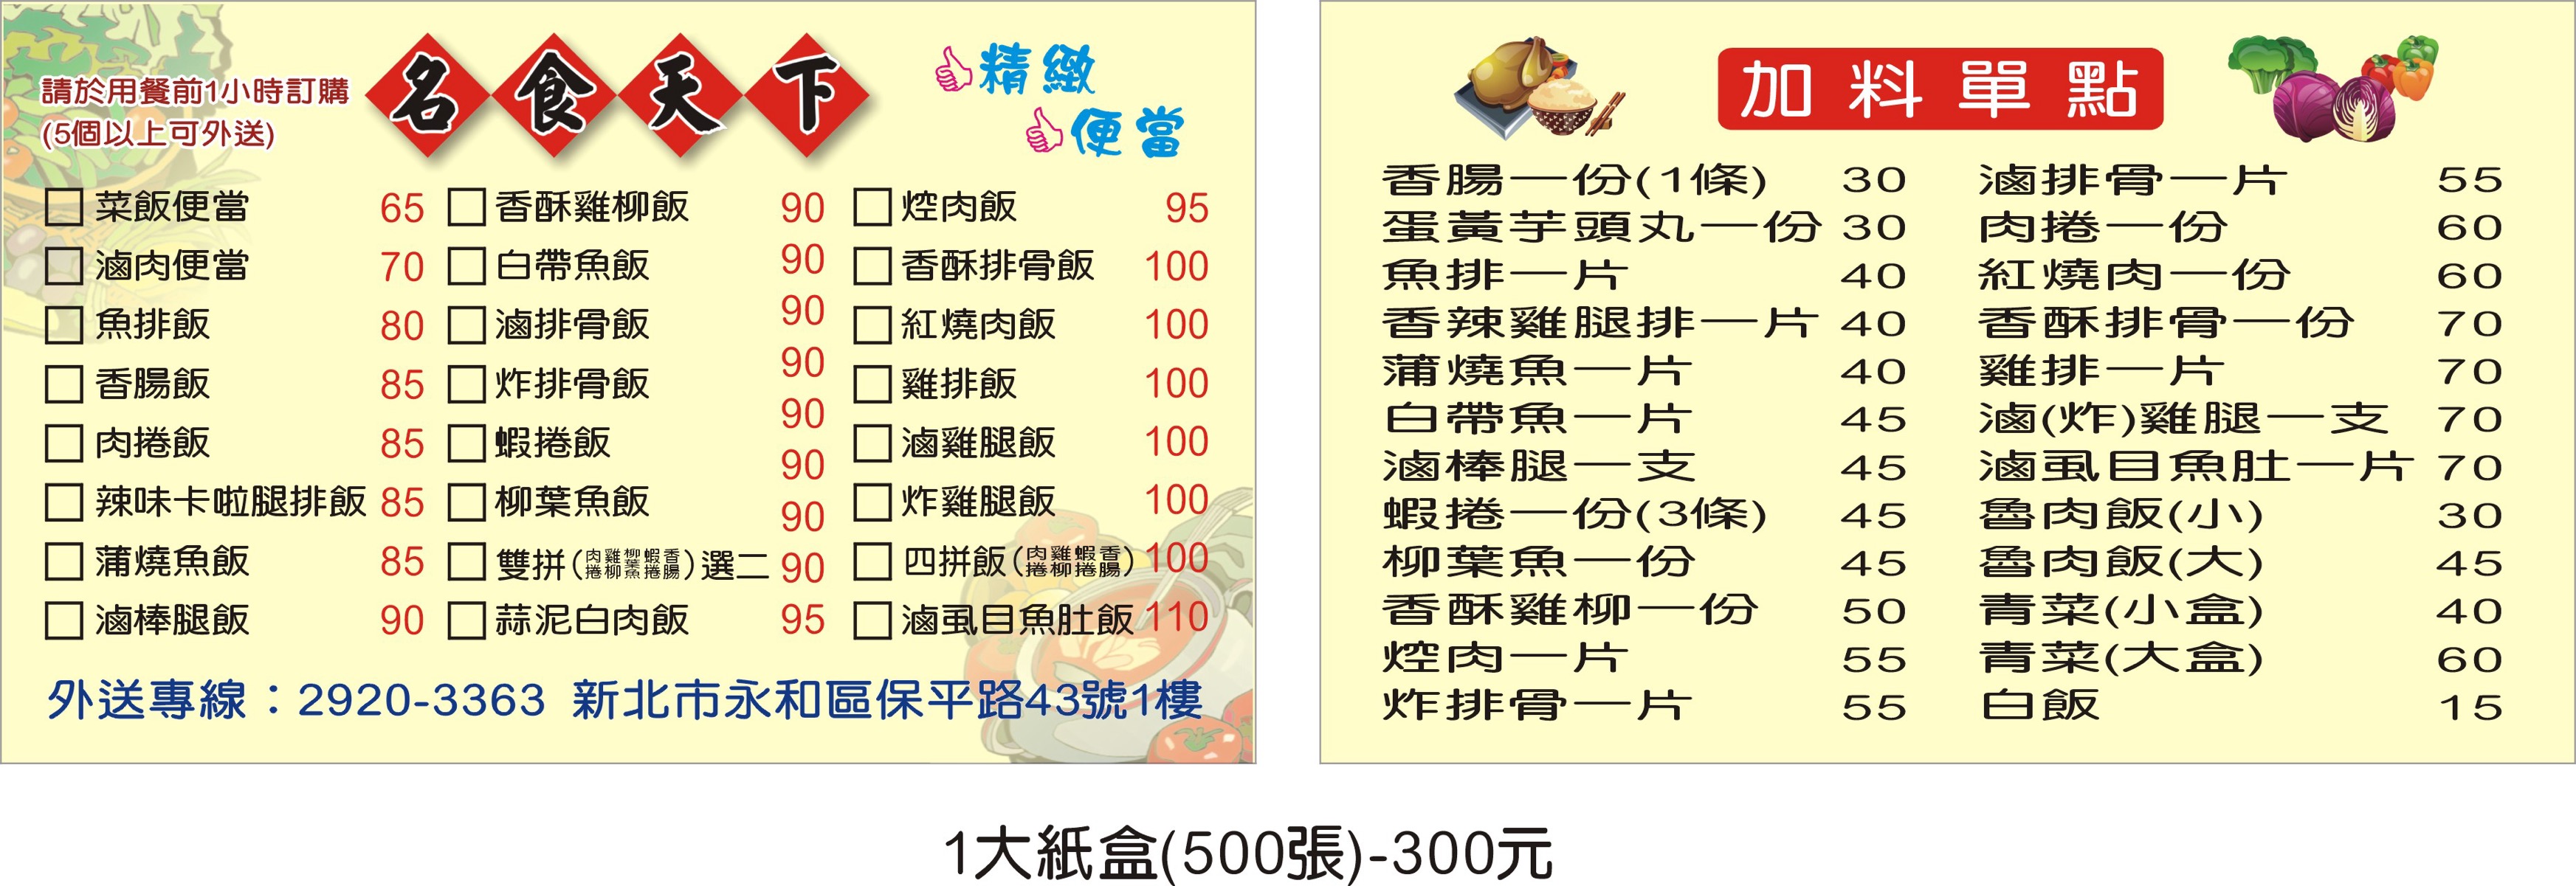 請於用餐前1小時訂購
(5個以上可外送)
名食天下
精緻
便當
菜飯便當 65
滷肉便當 70
魚排飯 80
香腸飯 85
肉捲飯 85
辣味卡啦腿排飯 85
蒲燒魚飯 85
滷棒腿飯 90
香酥雞柳飯 90
白帶魚飯 90
滷排骨飯 90
炸排骨飯 90
90
蝦捲飯 90
柳葉魚飯 90
雙拼(肉捲雞柳柳葉魚蝦捲香腸)選二 90
蒜泥白肉飯 95
焢肉飯 95
香酥排骨飯 100
紅燒肉飯 100
雞排飯 100
滷雞腿飯 100
炸雞腿飯 100
四拼飯(肉捲雞柳蝦捲香腸) 100
滷虱目魚肚飯 110
外送專線：2920-3363 新北市永和區保平路43號1樓
加料單點
香腸一份(1條) 30
蛋黃芋頭丸一份 30
魚排一片 40
香辣雞腿排一片 40
蒲燒魚一片 40
白帶魚一片 45
滷棒腿一支 45
蝦捲一份(3條) 45
柳葉魚一份 45
香酥雞柳一份 50
焢肉一片 55
炸排骨一片 55
滷排骨一片 55
肉捲一份 60
紅燒肉一份 60
香酥排骨一份 70
雞排一片 70
滷(炸)雞腿一支 70
滷虱目魚肚一片 70
魯肉飯(小) 30
魯肉飯(大) 45
青菜(小盒) 40
青菜(大盒) 60
白飯 15
1大紙盒(500張)-300元